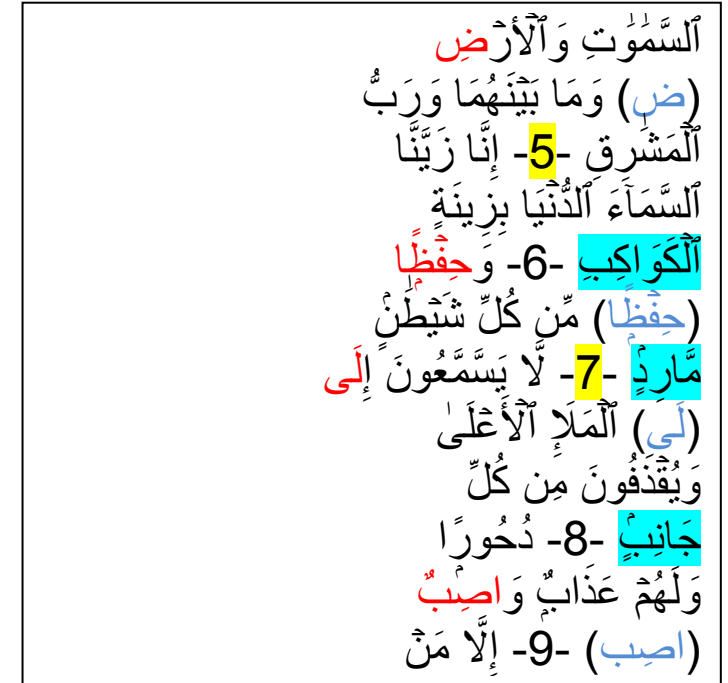 ٱلسَّمَٰوَٰتِ وَٱلۡأَرۡضِ
(ضِ) وَمَا بَيۡنَهُمَا وَرَبُّ
ٱلۡمَشَٰرِقِ -5- إِنَّا زَيَّنَّا
ٱلسَّمَآءَ ٱلدُّنۡيَا بِزِينَةٍ
ٱلۡكَوَاكِبِ -6- وَحِفۡظٗا
(حِفۡظٗا) مِّن كُلِّ شَيۡطَٰنٖ
مَّارِدٖ -7- لَّا يَسَّمَّعُونَ إِلَى
(لَى) ٱلۡمَلَإِ ٱلۡأَعۡلَىٰ
وَيُقۡذَفُونَ مِن كُلِّ
جَانِبٖ -8- دُحُورٗا
وَلَهُمۡ عَذَابٞ وَاصِبٌ
(اصِب) -9- إِلَّا مَنۡ